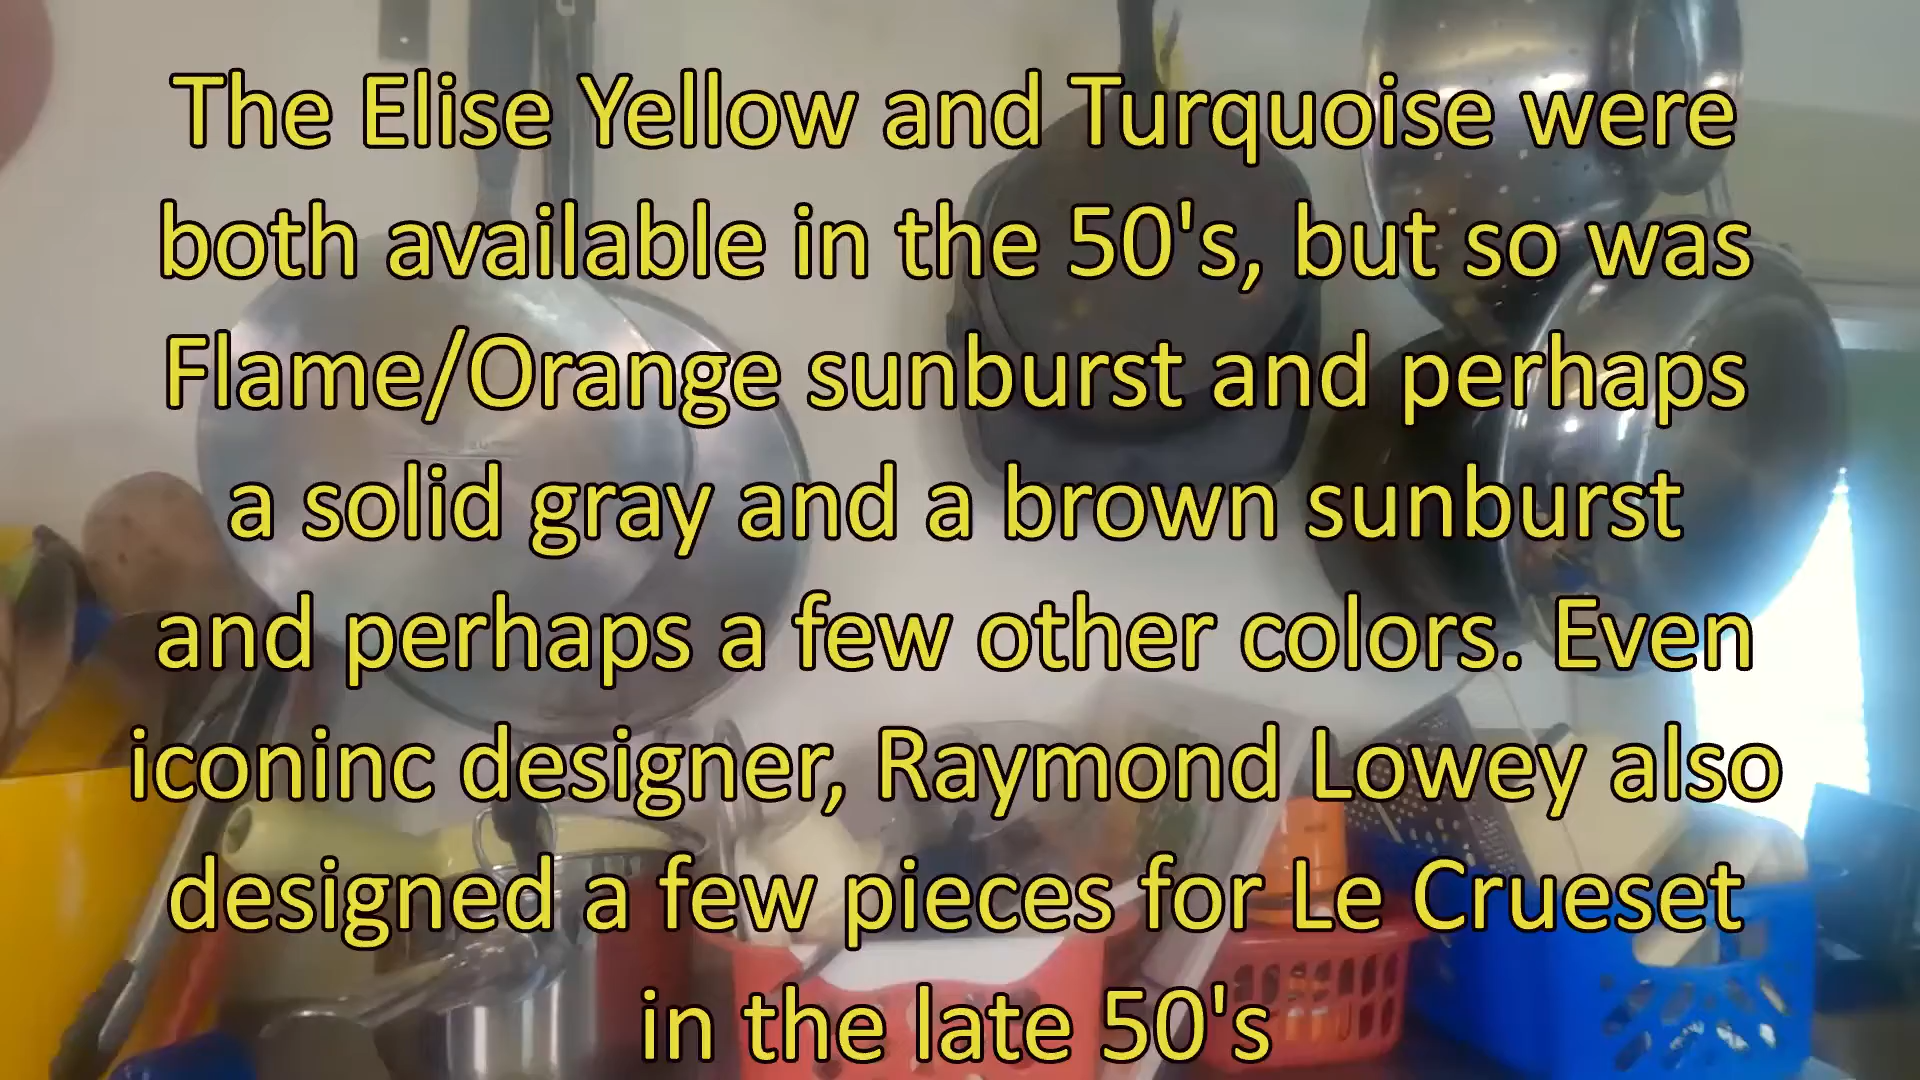 The Elise Yellow and Turquoise were
both available in the 50's, but so was
Flame/Orange sunburst and perhaps
a solid gray and a brown sunburst
and perhaps a few other colors. Even
iconinc designer, Raymond Lowey also
designed a few pieces for Le Crueset
in the late 50's